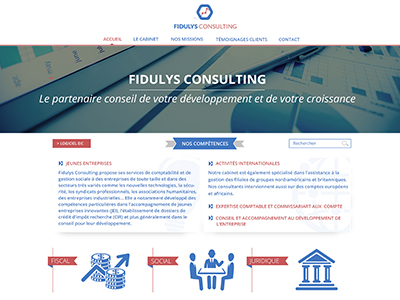 FIDULYS CONSULTING
ACCUEIL LE CABINET NOS MISSIONS TÉMOIGNAGES CLIENTS CONTACT
FIDULYS CONSULTING
Le partenaire conseil de votre développement et de votre croissance
+ LOGICIEL DE
NOS COMPÉTENCES
Rechercher
JEUNES ENTREPRISES
Fidulys Consulting propose ses services de comptabilité et de
gestion sociale à des entreprises de toute taille et dans des
secteurs très variés comme les nouvelles technologies, la sécu-
rité, les syndicats professionnels, les associations humanitaires,
des entreprises industrielles... Elle a notamment développé des
compétences particulières dans l'accompagnement de jeunes
entreprises innovantes (JEI), l'établissement de dossiers de
crédit d'impôt recherche (CIR) et plus généralement dans le
conseil pour leur développement.
ACTIVITÉS INTERNATIONALES
Notre cabinet est également spécialisé dans l'assistance à la
gestion des filiales de groupes nord-américains et britanniques.
Nos consultants interviennent aussi sur des comptes européens
et africains.
EXPERTISE COMPTABLE ET COMMISSARIAT AUX COMPTE
CONSEIL ET ACCOMPAGNEMENT AU DÉVELOPPEMENT DE
L'ENTREPRISE
FISCAL
SOCIAL
JURIDIQUE